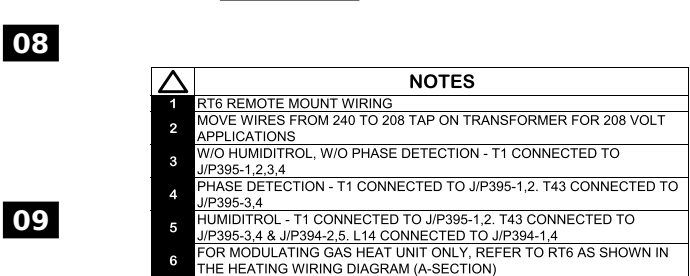 08
NOTES
1 RT6 REMOTE MOUNT WIRING
2 MOVE WIRES FROM 240 TO 208 TAP ON TRANSFORMER FOR 208 VOLT
APPLICATIONS
3 W/O HUMIDITROL, W/O PHASE DETECTION - T1 CONNECTED TO
J/P395-1,2,3,4
4 PHASE DETECTION - T1 CONNECTED TO J/P395-1,2. T43 CONNECTED TO
J/P395-3,4
09
5 HUMIDITROL - T1 CONNECTED TO J/P395-1,2. T43 CONNECTED TO
J/P395-3,4 & J/P394-2,5. L14 CONNECTED TO J/P394-1,4
6 FOR MODULATING GAS HEAT UNIT ONLY, REFER TO RT6 AS SHOWN IN
THE HEATING WIRING DIAGRAM (A-SECTION)